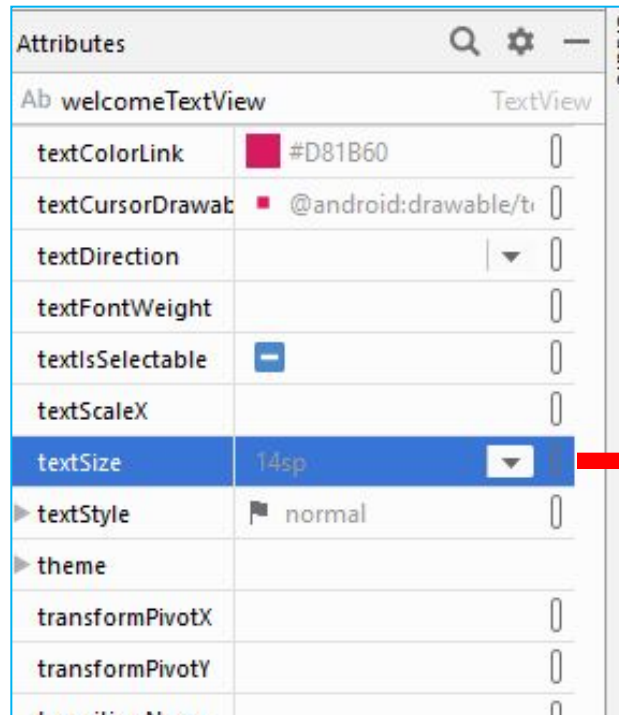 Attributes
Ab welcomeTextView TextView
textColorLink #D81B60
textCursorDrawab @android:drawable/te
textDirection
textFontWeight
textIsSelectable
textScaleX
textSize 14sp
textStyle normal
theme
transformPivotX
transformPivotY